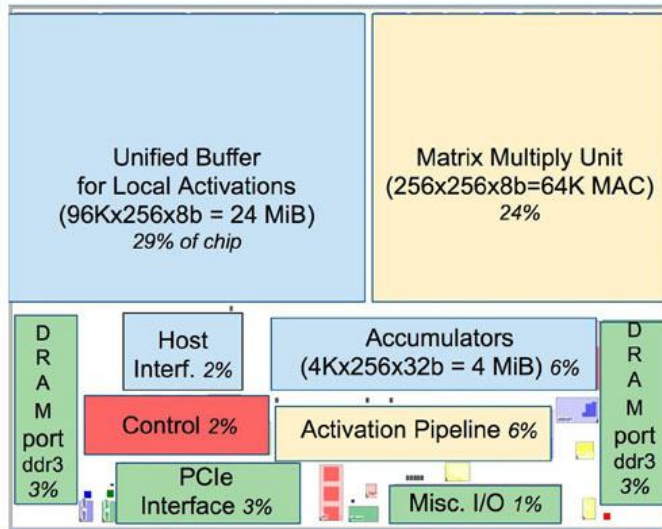 Unified Buffer
for Local Activations
(96Kx256x8b = 24 MiB)
29% of chip
Matrix Multiply Unit
(256x256x8b=64K MAC)
24%
D
R
A
M
port
ddr3
3%
Host
Interf. 2%
Accumulators
(4Kx256x32b = 4 MiB) 6%
D
R
A
M
port
ddr3
3%
Control 2%
Activation Pipeline 6%
PCIe
Interface 3%
Misc. I/O 1%